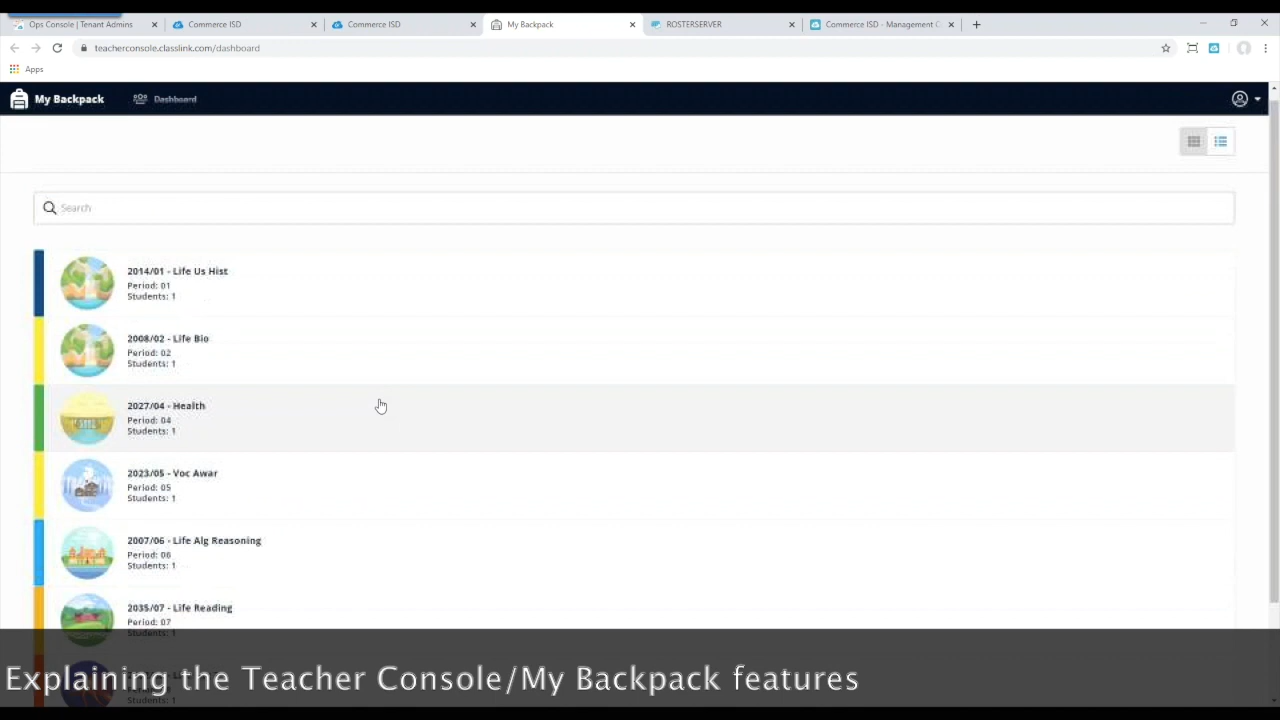 Ops Console | Tenant Admins
Commerce ISD
Commerce ISD
My Backpack
ROSTERSERVER
Commerce ISD - Management C
teacherconsole.classlink.com/dashboard
Apps
My Backpack
Dashboard
Search
2014/01 - Life Us Hist
Period: 01
Students: 1
2008/02 - Life Bio
Period: 02
Students: 1
2027/04 - Health
Period: 04
Students: 1
2023/05 - Voc Awar
Period: 05
Students: 1
2007/06 - Life Alg Reasoning
Period: 06
Students: 1
2035/07 - Life Reading
Period: 07
Students: 1
Explaining the Teacher Console/My Backpack features
Students: 1